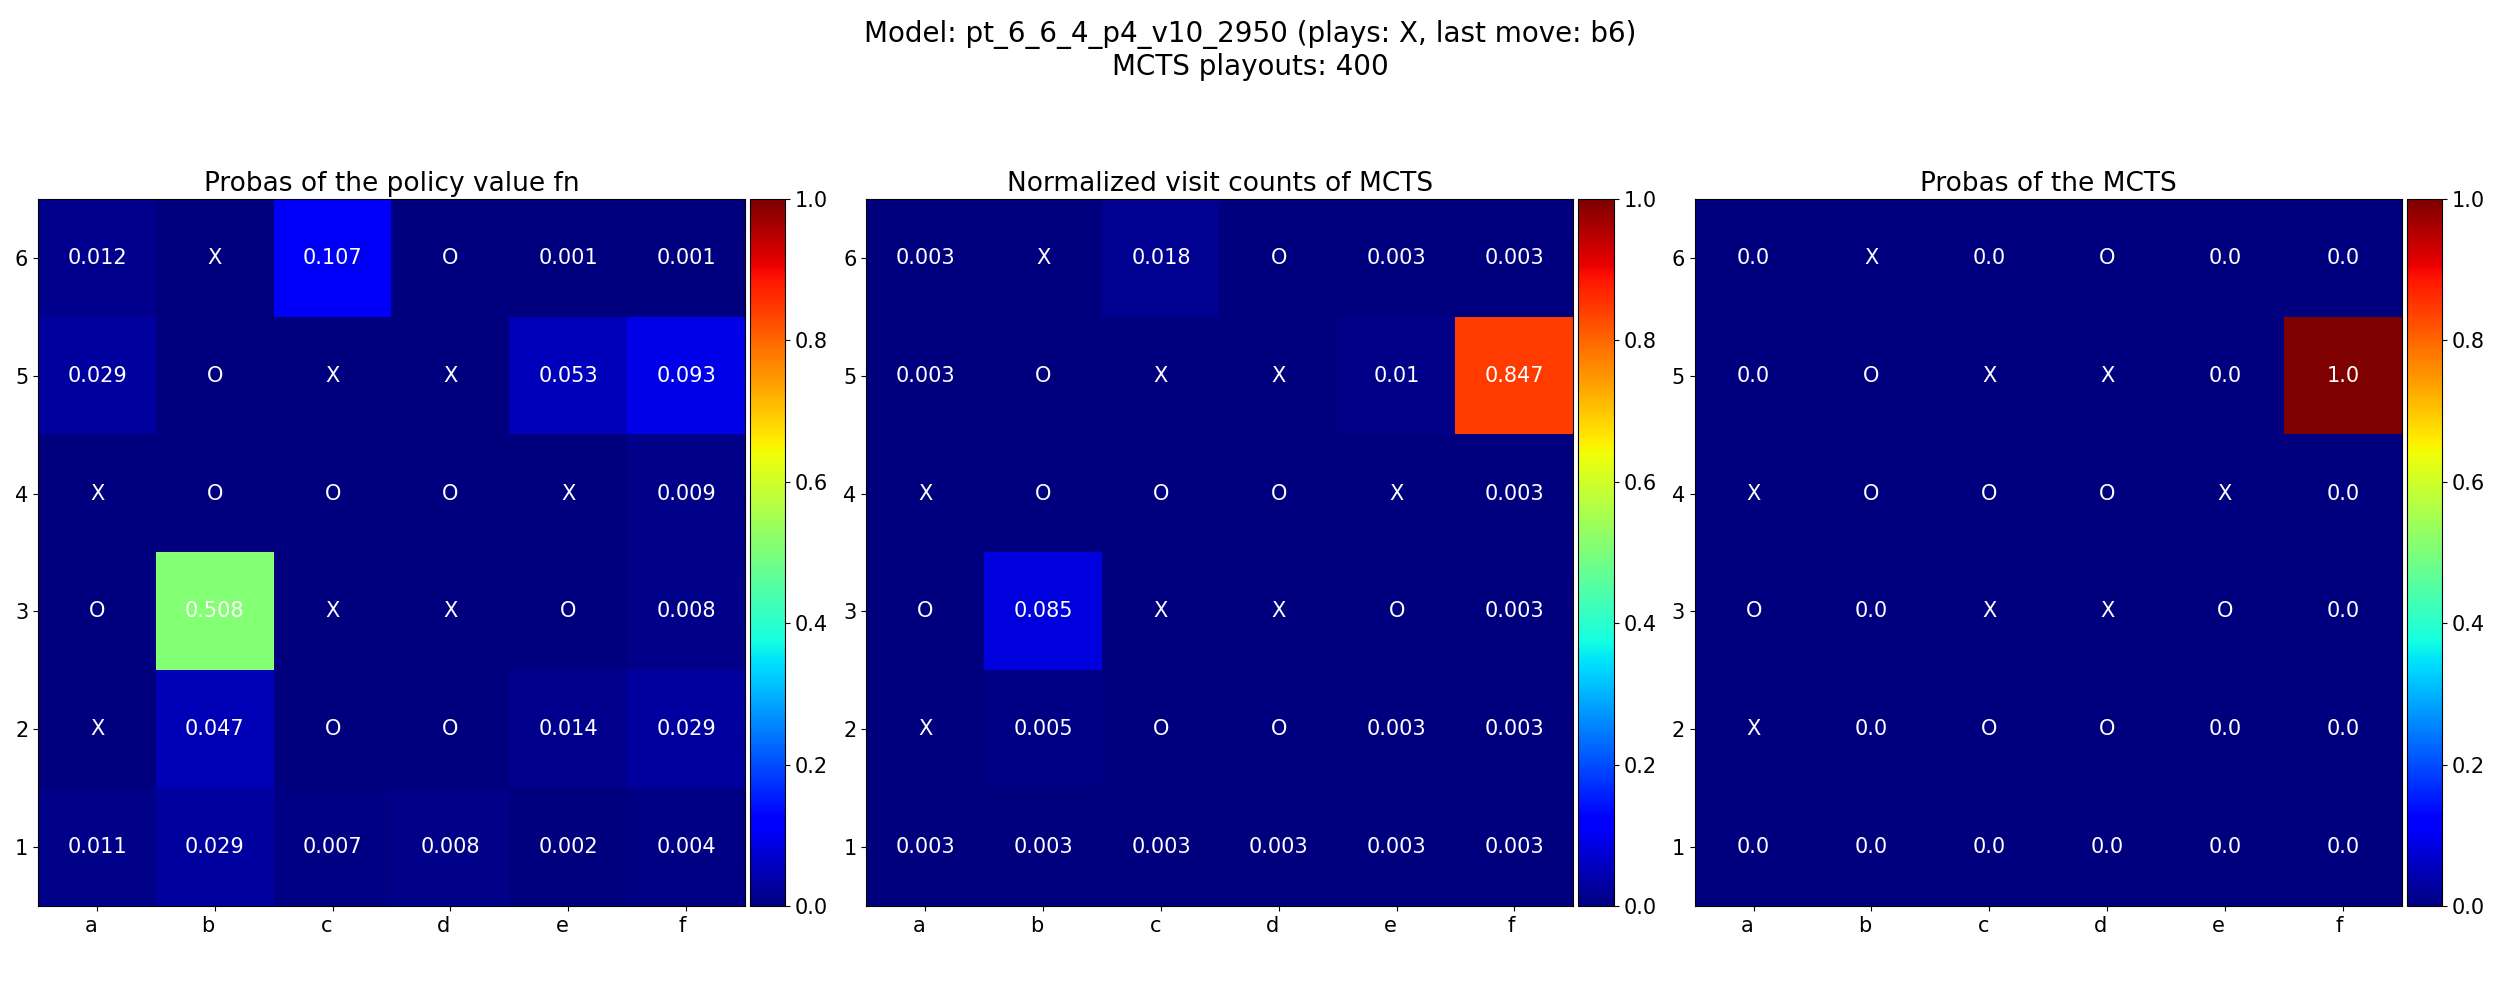 Model: pt_6_6_4_p4_v10_2950 (plays: X, last move: b6)
MCTS playouts: 400
Probas of the policy value fn
6 0.012 X 0.107 O 0.001 0.001
5 0.029 O X X 0.053 0.093
4 X O O O X 0.009
3 O 0.508 X X O 0.008
2 X 0.047 O O 0.014 0.029
1 0.011 0.029 0.007 0.008 0.002 0.004
a b c d e f
1.0
0.8
0.6
0.4
0.2
0.0
Normalized visit counts of MCTS
6 0.003 X 0.018 O 0.003 0.003
5 0.003 O X X 0.01 0.847
4 X O O O X 0.003
3 O 0.085 X X O 0.003
2 X 0.005 O O 0.003 0.003
1 0.003 0.003 0.003 0.003 0.003 0.003
a b c d e f
1.0
0.8
0.6
0.4
0.2
0.0
Probas of the MCTS
6 0.0 X 0.0 O 0.0 0.0
5 0.0 O X X 0.0 1.0
4 X O O O X 0.0
3 O 0.0 X X O 0.0
2 X 0.0 O O 0.0 0.0
1 0.0 0.0 0.0 0.0 0.0 0.0
a b c d e f
1.0
0.8
0.6
0.4
0.2
0.0